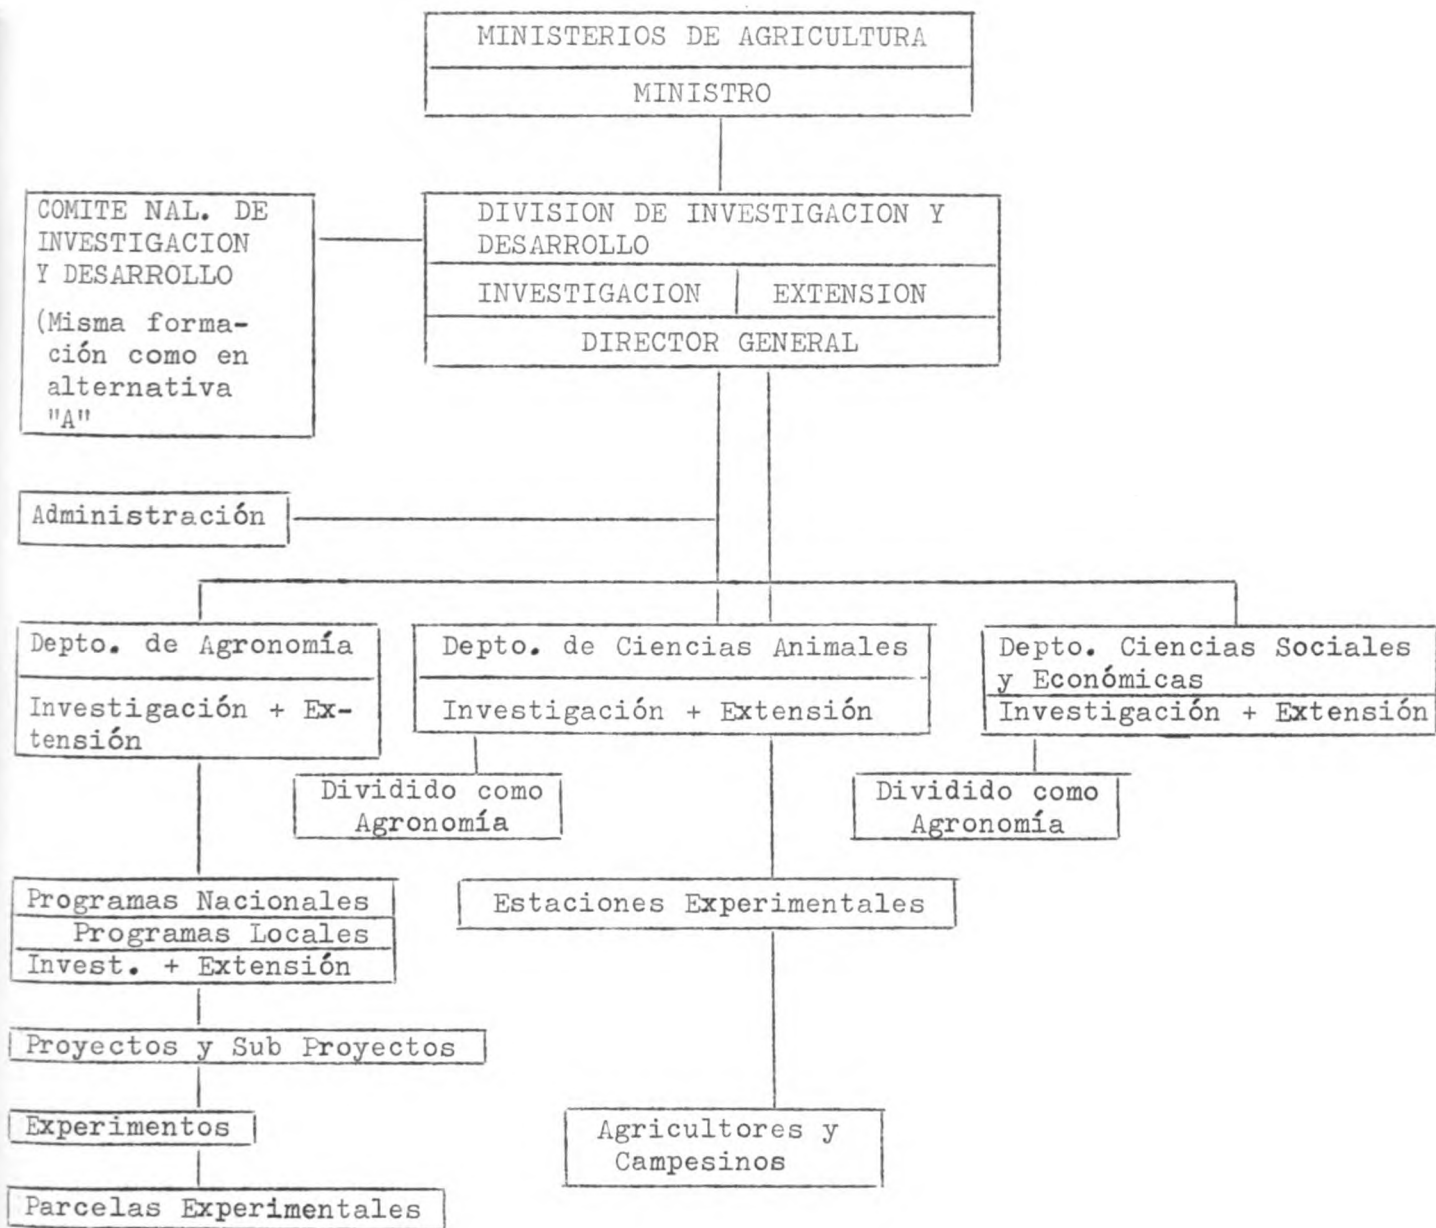 MINISTERIOS DE AGRICULTURA
MINISTRO
COMITE NAL. DE
INVESTIGACION
Y DESARROLLO
(Misma forma-
ción como en
alternativa
"A"
DIVISION DE INVESTIGACION Y
DESARROLLO
INVESTIGACION
EXTENSION
DIRECTOR GENERAL
Administración
Depto. de Agronomía
Investigación + Ex-
tensión
Depto. de Ciencias Animales
Investigación + Extensión
Depto. Ciencias Sociales
y Económicas
Investigación + Extensión
Dividido como
Agronomía
Dividido como
Agronomía
Programas Nacionales
Programas Locales
Invest. + Extensión
Estaciones Experimentales
Proyectos y Sub Proyectos
Experimentos
Agricultores y
Campesinos
Parcelas Experimentales